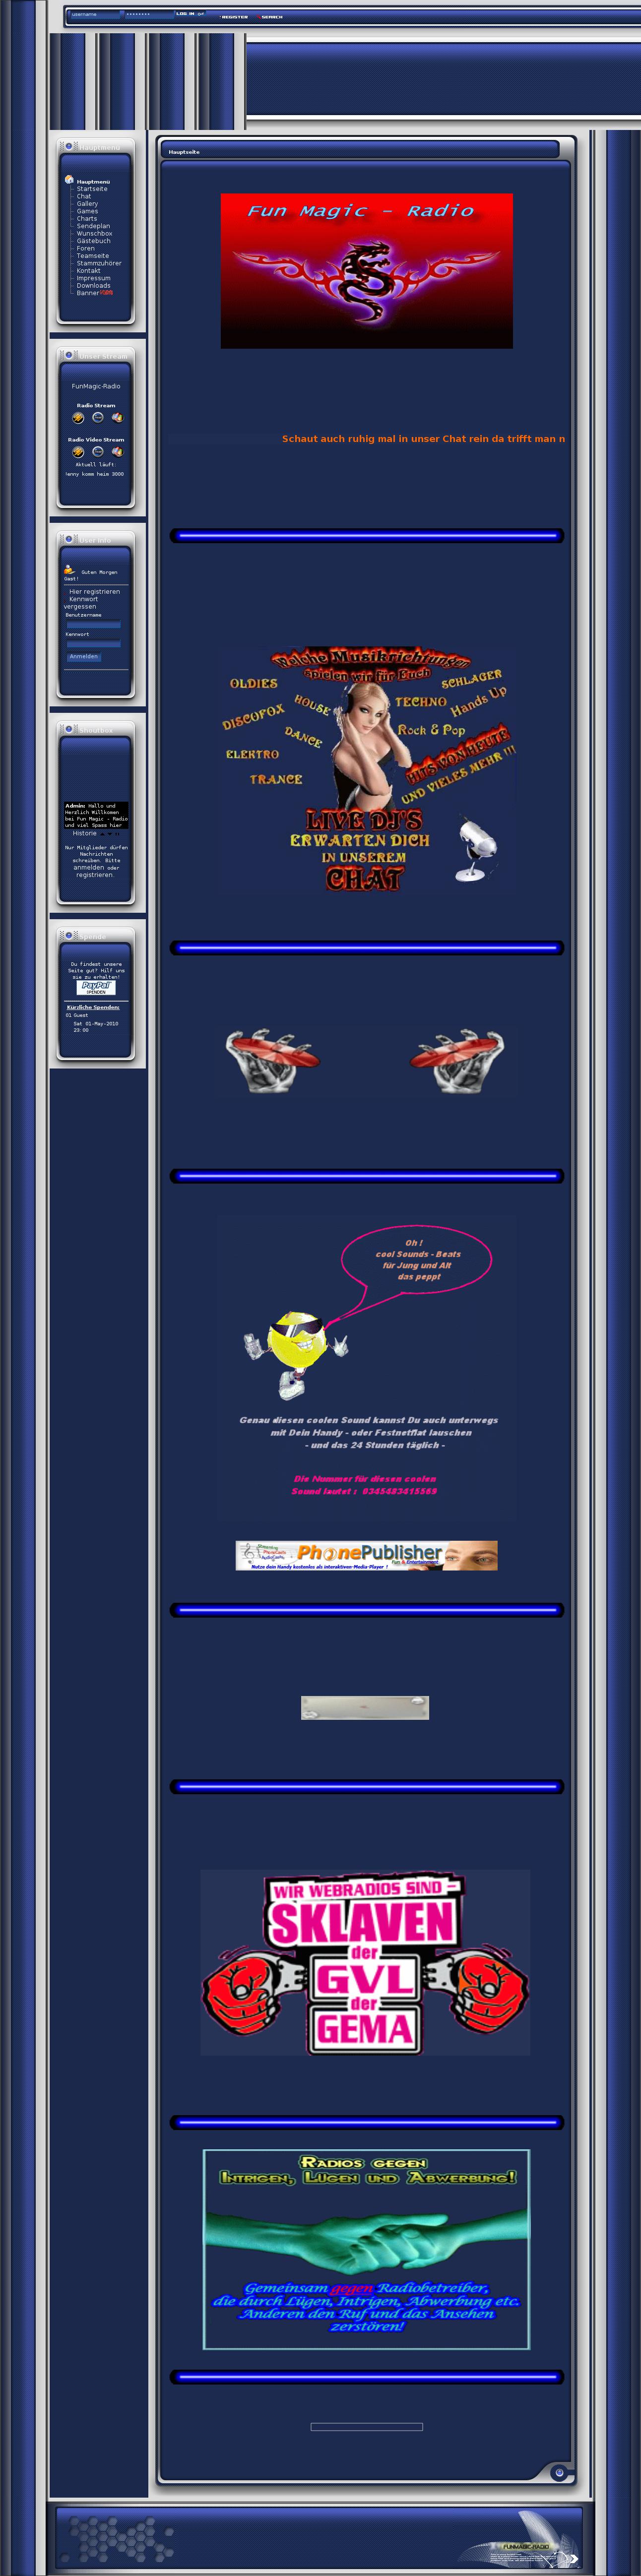 username
LOG IN
REGISTER
SEARCH
Hauptmenü
Hauptmenü
Startseite
Chat
Gallery
Games
Charts
Sendeplan
Wunschbox
Gästebuch
Foren
Teamseite
Stammzuhörer
Kontakt
Impressum
Downloads
Banner
Unser Stream
FunMagic-Radio
Radio Stream
Radio Video Stream
Aktuell läuft:
enny komm heim 3000
User Info
Guten Morgen
Gast!
Hier registrieren
Kennwort
vergessen
Benutzername
Kennwort
Anmelden
Shoutbox
Admin: Hallo und
Herzlich Willkommen
bei Fun Magic - Radio
und viel Spass hier
Historie
Nur Mitglieder dürfen
Nachrichten
schreiben. Bitte
anmelden oder
registrieren.
Spende
Du findest unsere
Seite gut? Hilf uns
sie zu erhalten!
PayPal
SPENDEN
Kürzliche Spenden:
01 Guest
Sat 01-May-2010
23:00
Hauptseite
Fun Magic - Radio
Schaut auch ruhig mal in unser Chat rein da trifft man n
Welche Musikrichtungen
spielen wir für Euch
OLDIES
HOUSE
TECHNO
SCHLAGER
DISCOFOX
DANCE
Hands Up
Rock & Pop
ELEKTRO
TRANCE
HITS VON HEUTE
UND VIELES MEHR !!!
LIVE DJ'S
ERWARTEN DICH
IN UNSEREM
CHAT
Oh !
cool Sounds - Beats
für Jung und Alt
das peppt
Genau diesen coolen Sound kannst Du auch unterwegs
mit Dein Handy - oder Festnetflat lauschen
- und das 24 Stunden täglich -
Die Nummer für diesen coolen
Sound lautet : 0345483415569
PhonePublisher
Fun & Entertainment
Nutze dein Handy kostenlos als interaktiven Media-Player !
WIR WEBRADIOS SIND -
SKLAVEN
der
GVL
der
GEMA
RADIOS GEGEN
INTRIGEN, LÜGEN UND ABWERBUNG!
Gemeinsam gegen Radiobetreiber,
die durch Lügen, Intrigen, Abwerbung etc.
Anderen den Ruf und das Ansehen
zerstören!
FUNMAGIC-RADIO